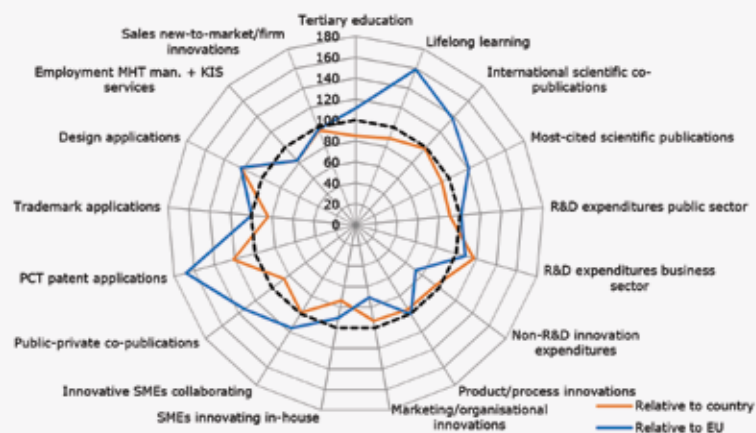 Tertiary education
Lifelong learning
International scientific co-
publications
Most-cited scientific publications
R&D expenditures public sector
R&D expenditures business
sector
Non-R&D innovation
expenditures
Product/process innovations
Marketing/organisational
innovations
SMEs innovating in-house
Innovative SMEs collaborating
Public-private co-publications
PCT patent applications
Trademark applications
Design applications
Employment MHT man. + KIS
services
Sales new-to-market/firm
innovations
180
160
140
120
100
80
60
40
20
0
Relative to country
Relative to EU